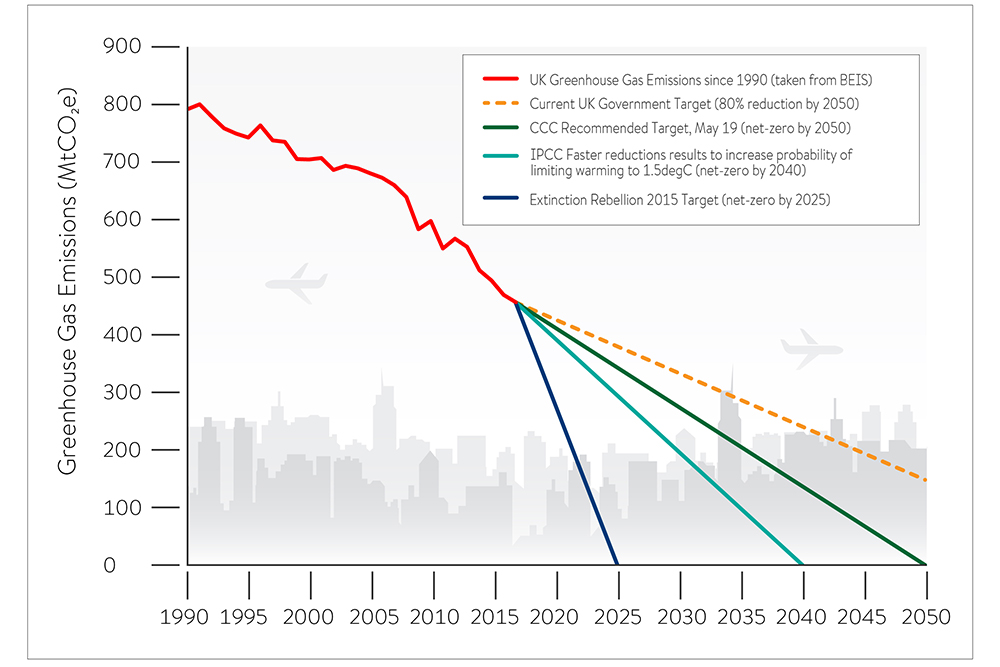 900
800
700
600
500
400
300
200
100
0
Greenhouse Gas Emissions (MtCO₂e)
UK Greenhouse Gas Emissions since 1990 (taken from BEIS)
Current UK Government Target (80% reduction by 2050)
CCC Recommended Target, May 19 (net-zero by 2050)
IPCC Faster reductions results to increase probability of
limiting warming to 1.5degC (net-zero by 2040)
Extinction Rebellion 2015 Target (net-zero by 2025)
1990 1995 2000 2005 2010 2015 2020 2025 2030 2035 2040 2045 2050